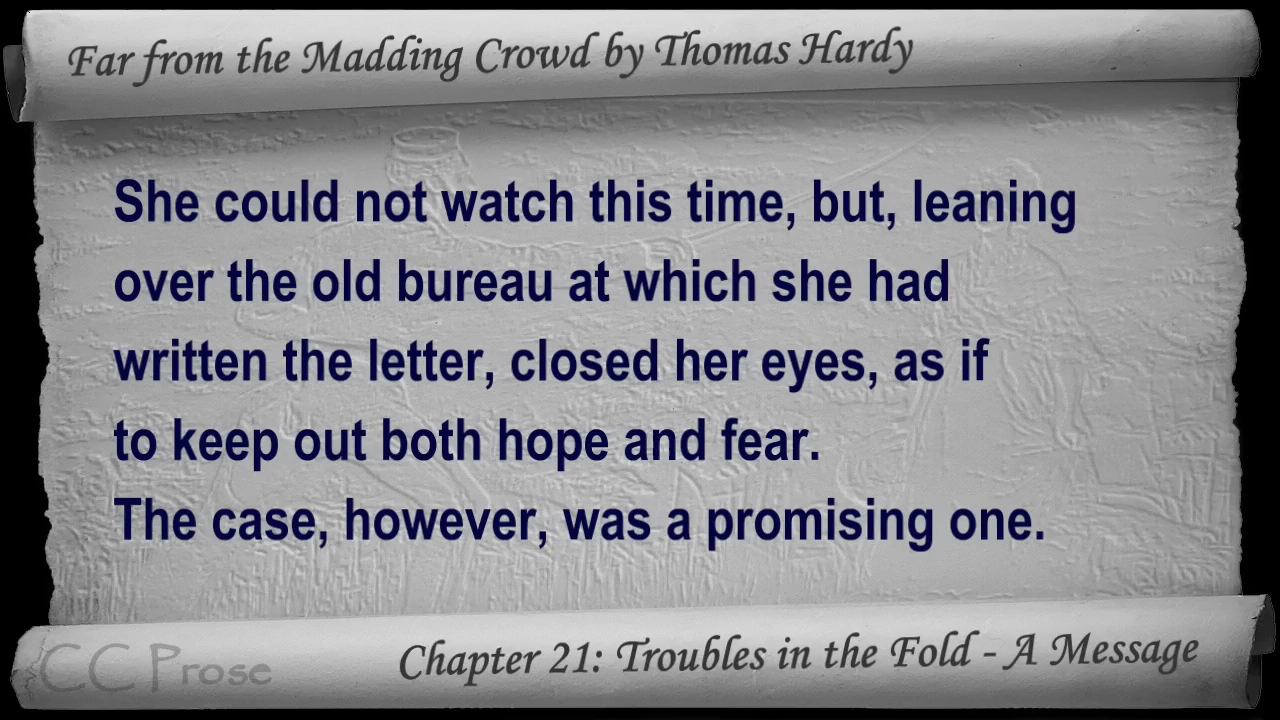 Far from the Madding Crowd by Thomas Hardy
She could not watch this time, but, leaning
over the old bureau at which she had
written the letter, closed her eyes, as if
to keep out both hope and fear.
The case, however, was a promising one.
CC Prose
Chapter 21: Troubles in the Fold - A Message